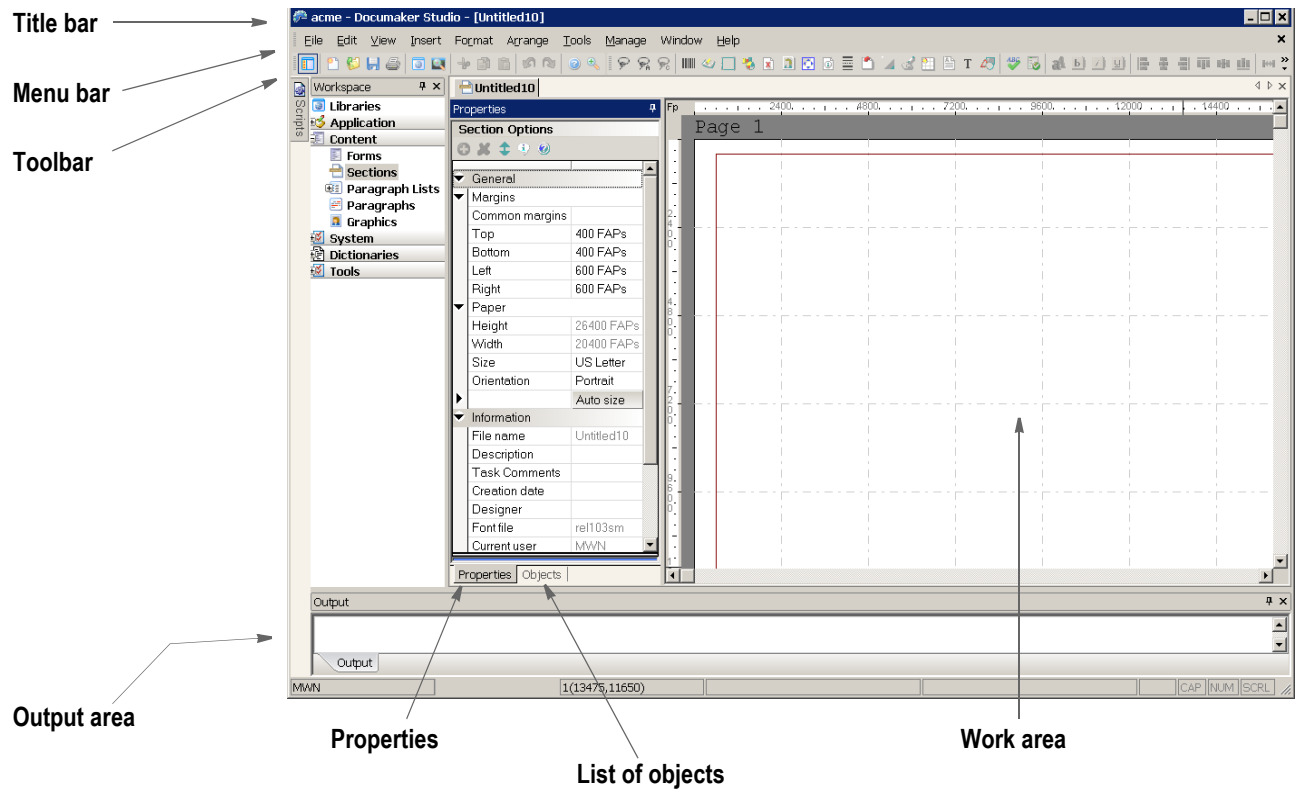 Title bar
Menu bar
Toolbar
Output area
Properties
List of objects
Work area
acme - Documaker Studio - [Untitled10]
File Edit View Insert Format Arrange Tools Manage Window Help
Scripts
Workspace
Libraries
Application
Content
Forms
Sections
Paragraph Lists
Paragraphs
Graphics
System
Dictionaries
Tools
Untitled10
Properties
Section Options
General
Margins
Common margins
Top 400 FAPs
Bottom 400 FAPs
Left 600 FAPs
Right 600 FAPs
Paper
Height 26400 FAPs
Width 20400 FAPs
Size US Letter
Orientation Portrait
Auto size
Information
File name Untitled10
Description
Task Comments
Creation date
Designer
Font file rel103sm
Current user MWN
Properties Objects
Fp 2400 4800 7200 9600 12000 14400
Page 1
2400
4800
7200
9600
1
Output
Output
MWN 1(13475,11650) CAP NUM SCRL